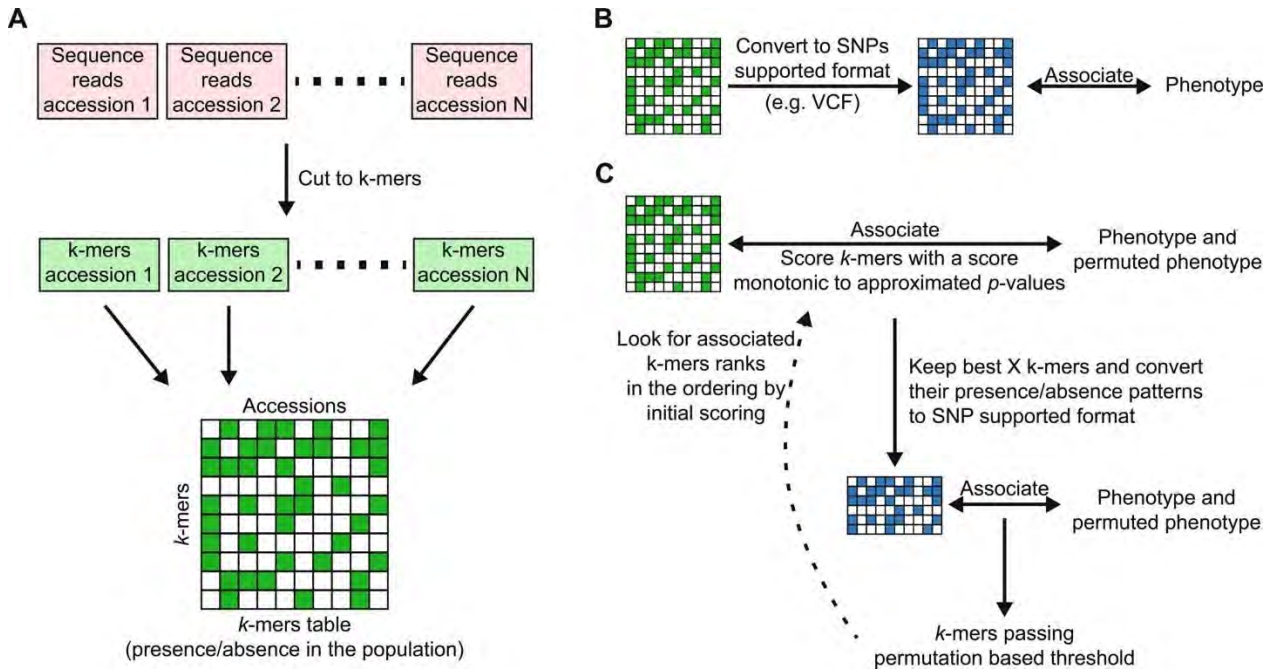 A
Sequence
reads
accession 1
Sequence
reads
accession 2
Sequence
reads
accession N
Cut to k-mers
k-mers
accession 1
k-mers
accession 2
k-mers
accession N
Accessions
k-mers
k-mers table
(presence/absence in the population)
B
Convert to SNPs
supported format
(e.g. VCF)
Associate
Phenotype
C
Associate
Score k-mers with a score
monotonic to approximated p-values
Phenotype and
permuted phenotype
Look for associated
k-mers ranks
in the ordering by
initial scoring
Keep best X k-mers and convert
their presence/absence patterns
to SNP supported format
Associate
Phenotype and
permuted phenotype
k-mers passing
permutation based threshold